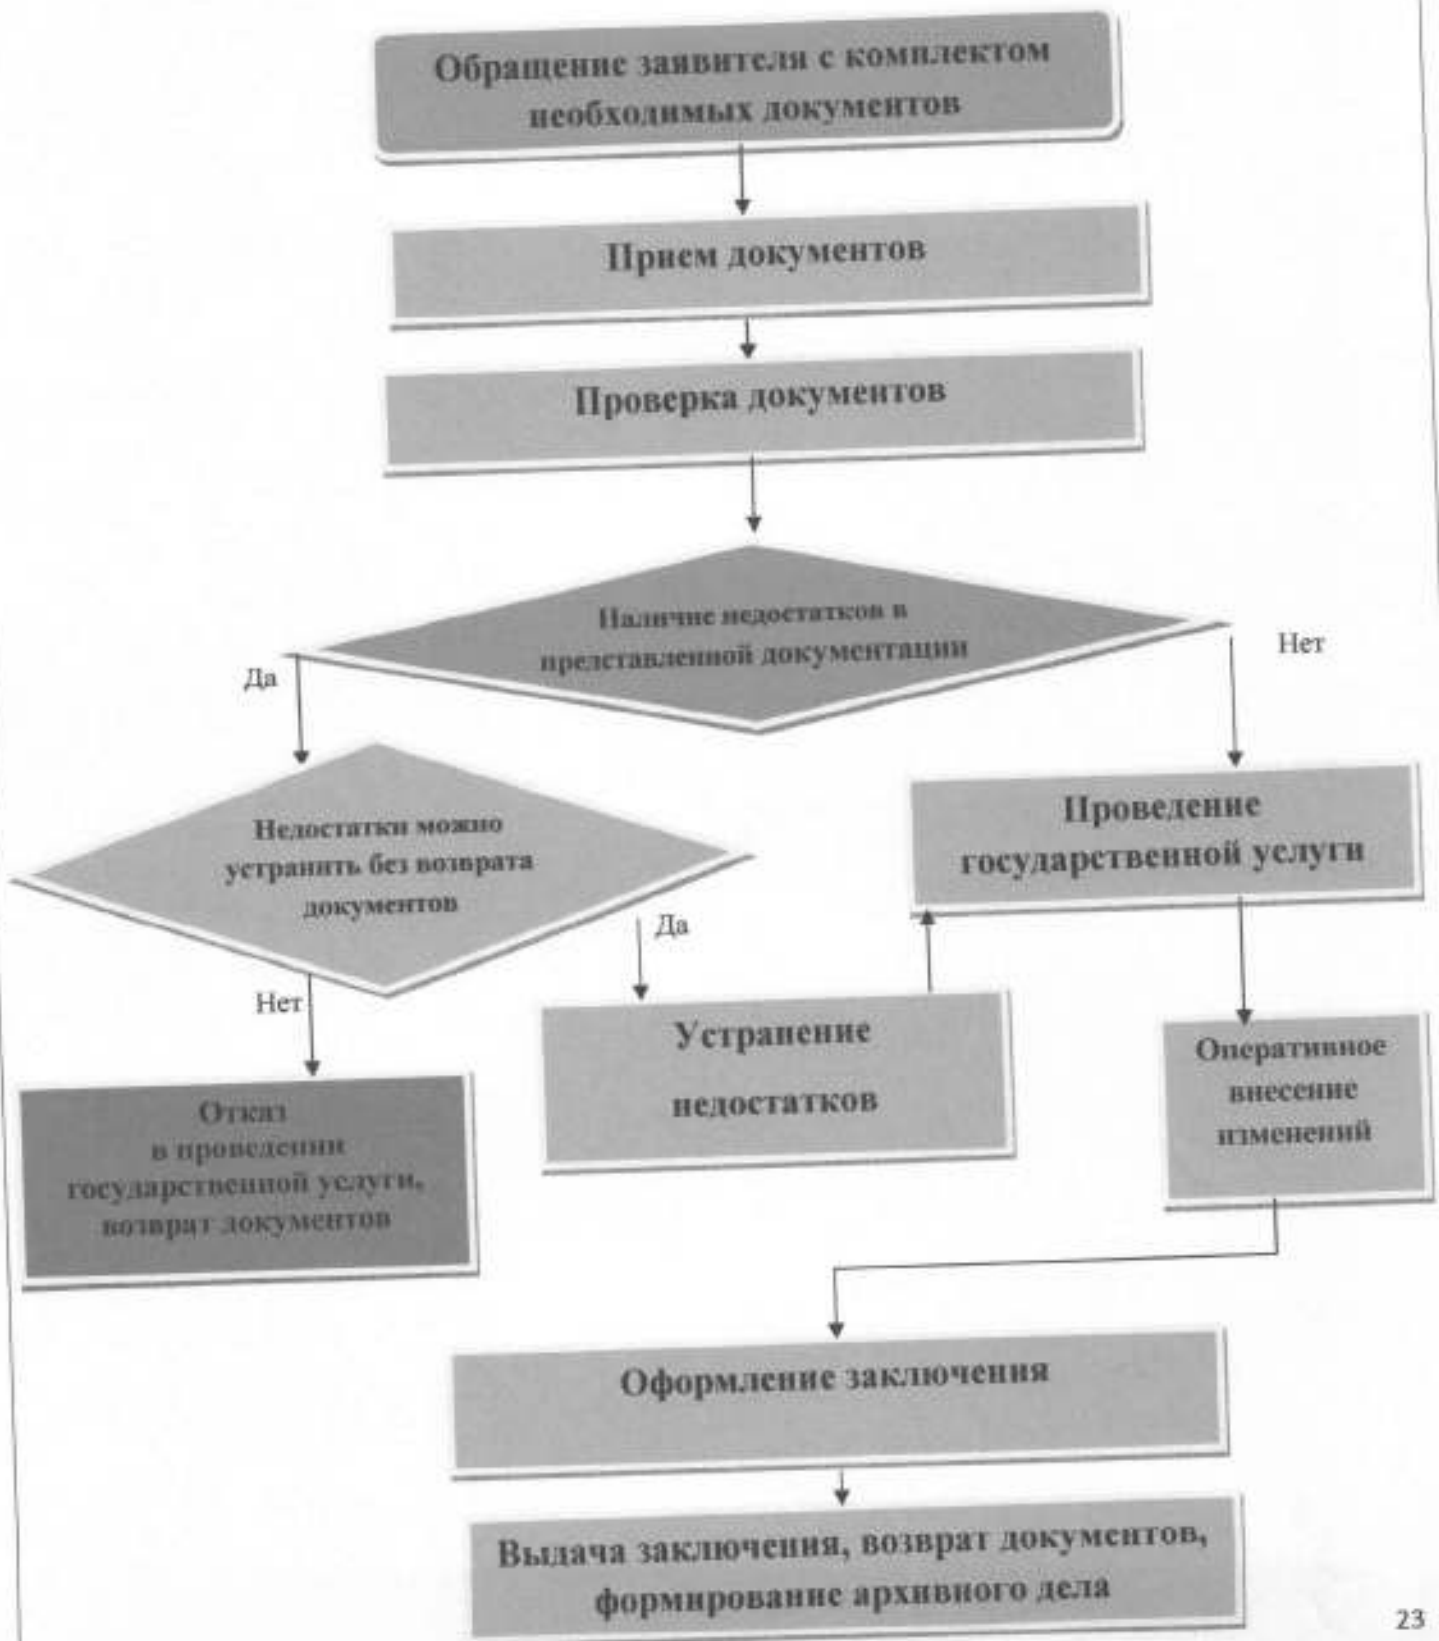 Обращение заявителя с комплектом
необходимых документов
Прием документов
Проверка документов
Наличие недостатков в
представленной документации
Да
Нет
Недостатки можно
устранить без возврата
документов
Проведение
государственной услуги
Да
Нет
Устранение
недостатков
Оперативное
внесение
изменений
Отказ
в проведении
государственной услуги,
возврат документов
Оформление заключения
Выдача заключения, возврат документов,
формирование архивного дела
23